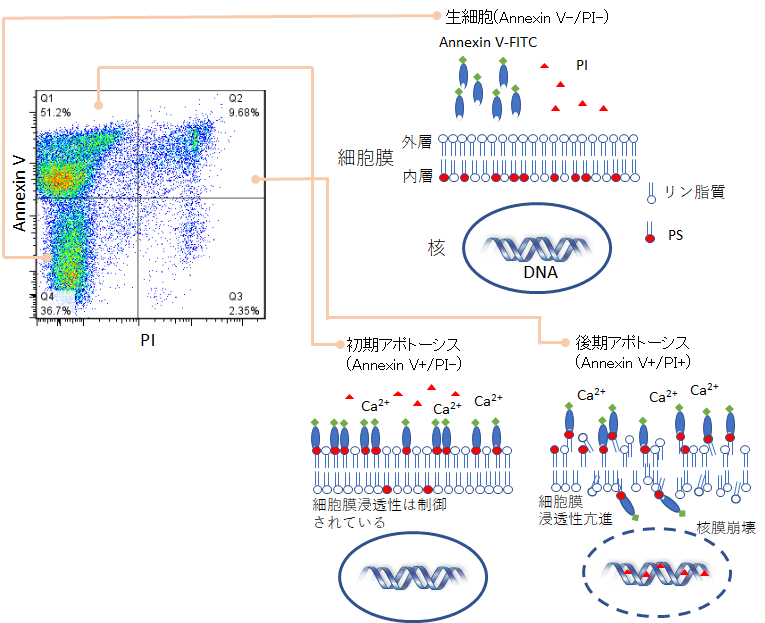 生細胞(Annexin V−/PI−)
Annexin V-FITC
PI
Q1
51.2%
Q2
9.68%
Q4
36.7%
Q3
2.35%
Annexin V
PI
外層
細胞膜
内層
リン脂質
PS
核
DNA
初期アポトーシス
(Annexin V+/PI−)
Ca2+
Ca2+
Ca2+
細胞膜浸透性は制御
されている
後期アポトーシス
(Annexin V+/PI+)
Ca2+
Ca2+
Ca2+
細胞膜
浸透性亢進
核膜崩壊